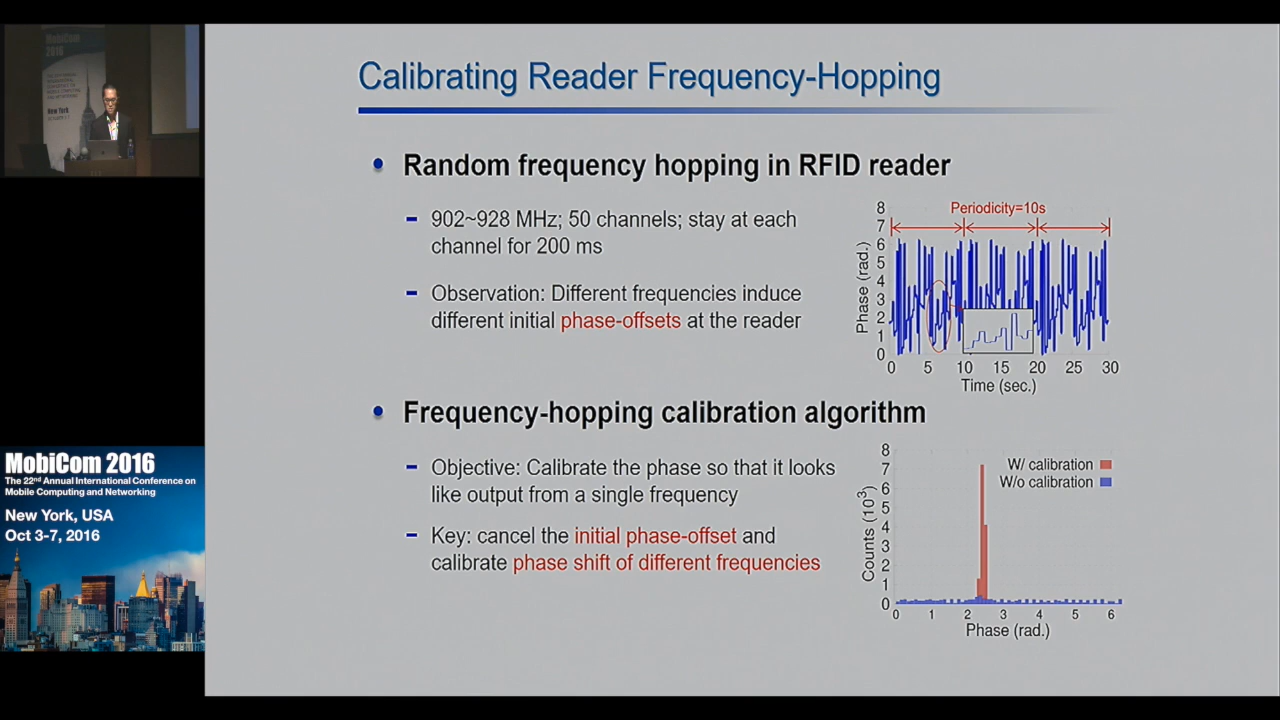 MobiCom
2016
New York
Calibrating Reader Frequency-Hopping
• Random frequency hopping in RFID reader
– 902~928 MHz; 50 channels; stay at each
channel for 200 ms
– Observation: Different frequencies induce
different initial phase-offsets at the reader
Periodicity=10s
8
7
6
5
4
3
2
1
0
Phase (rad.)
0 5 10 15 20 25 30
Time (sec.)
• Frequency-hopping calibration algorithm
– Objective: Calibrate the phase so that it looks
like output from a single frequency
– Key: cancel the initial phase-offset and
calibrate phase shift of different frequencies
W/ calibration
W/o calibration
8
7
6
5
4
3
2
1
0
Counts (10³)
0 1 2 3 4 5 6
Phase (rad.)
MobiCom 2016
The 22nd Annual International Conference on
Mobile Computing and Networking
New York, USA
Oct 3-7, 2016